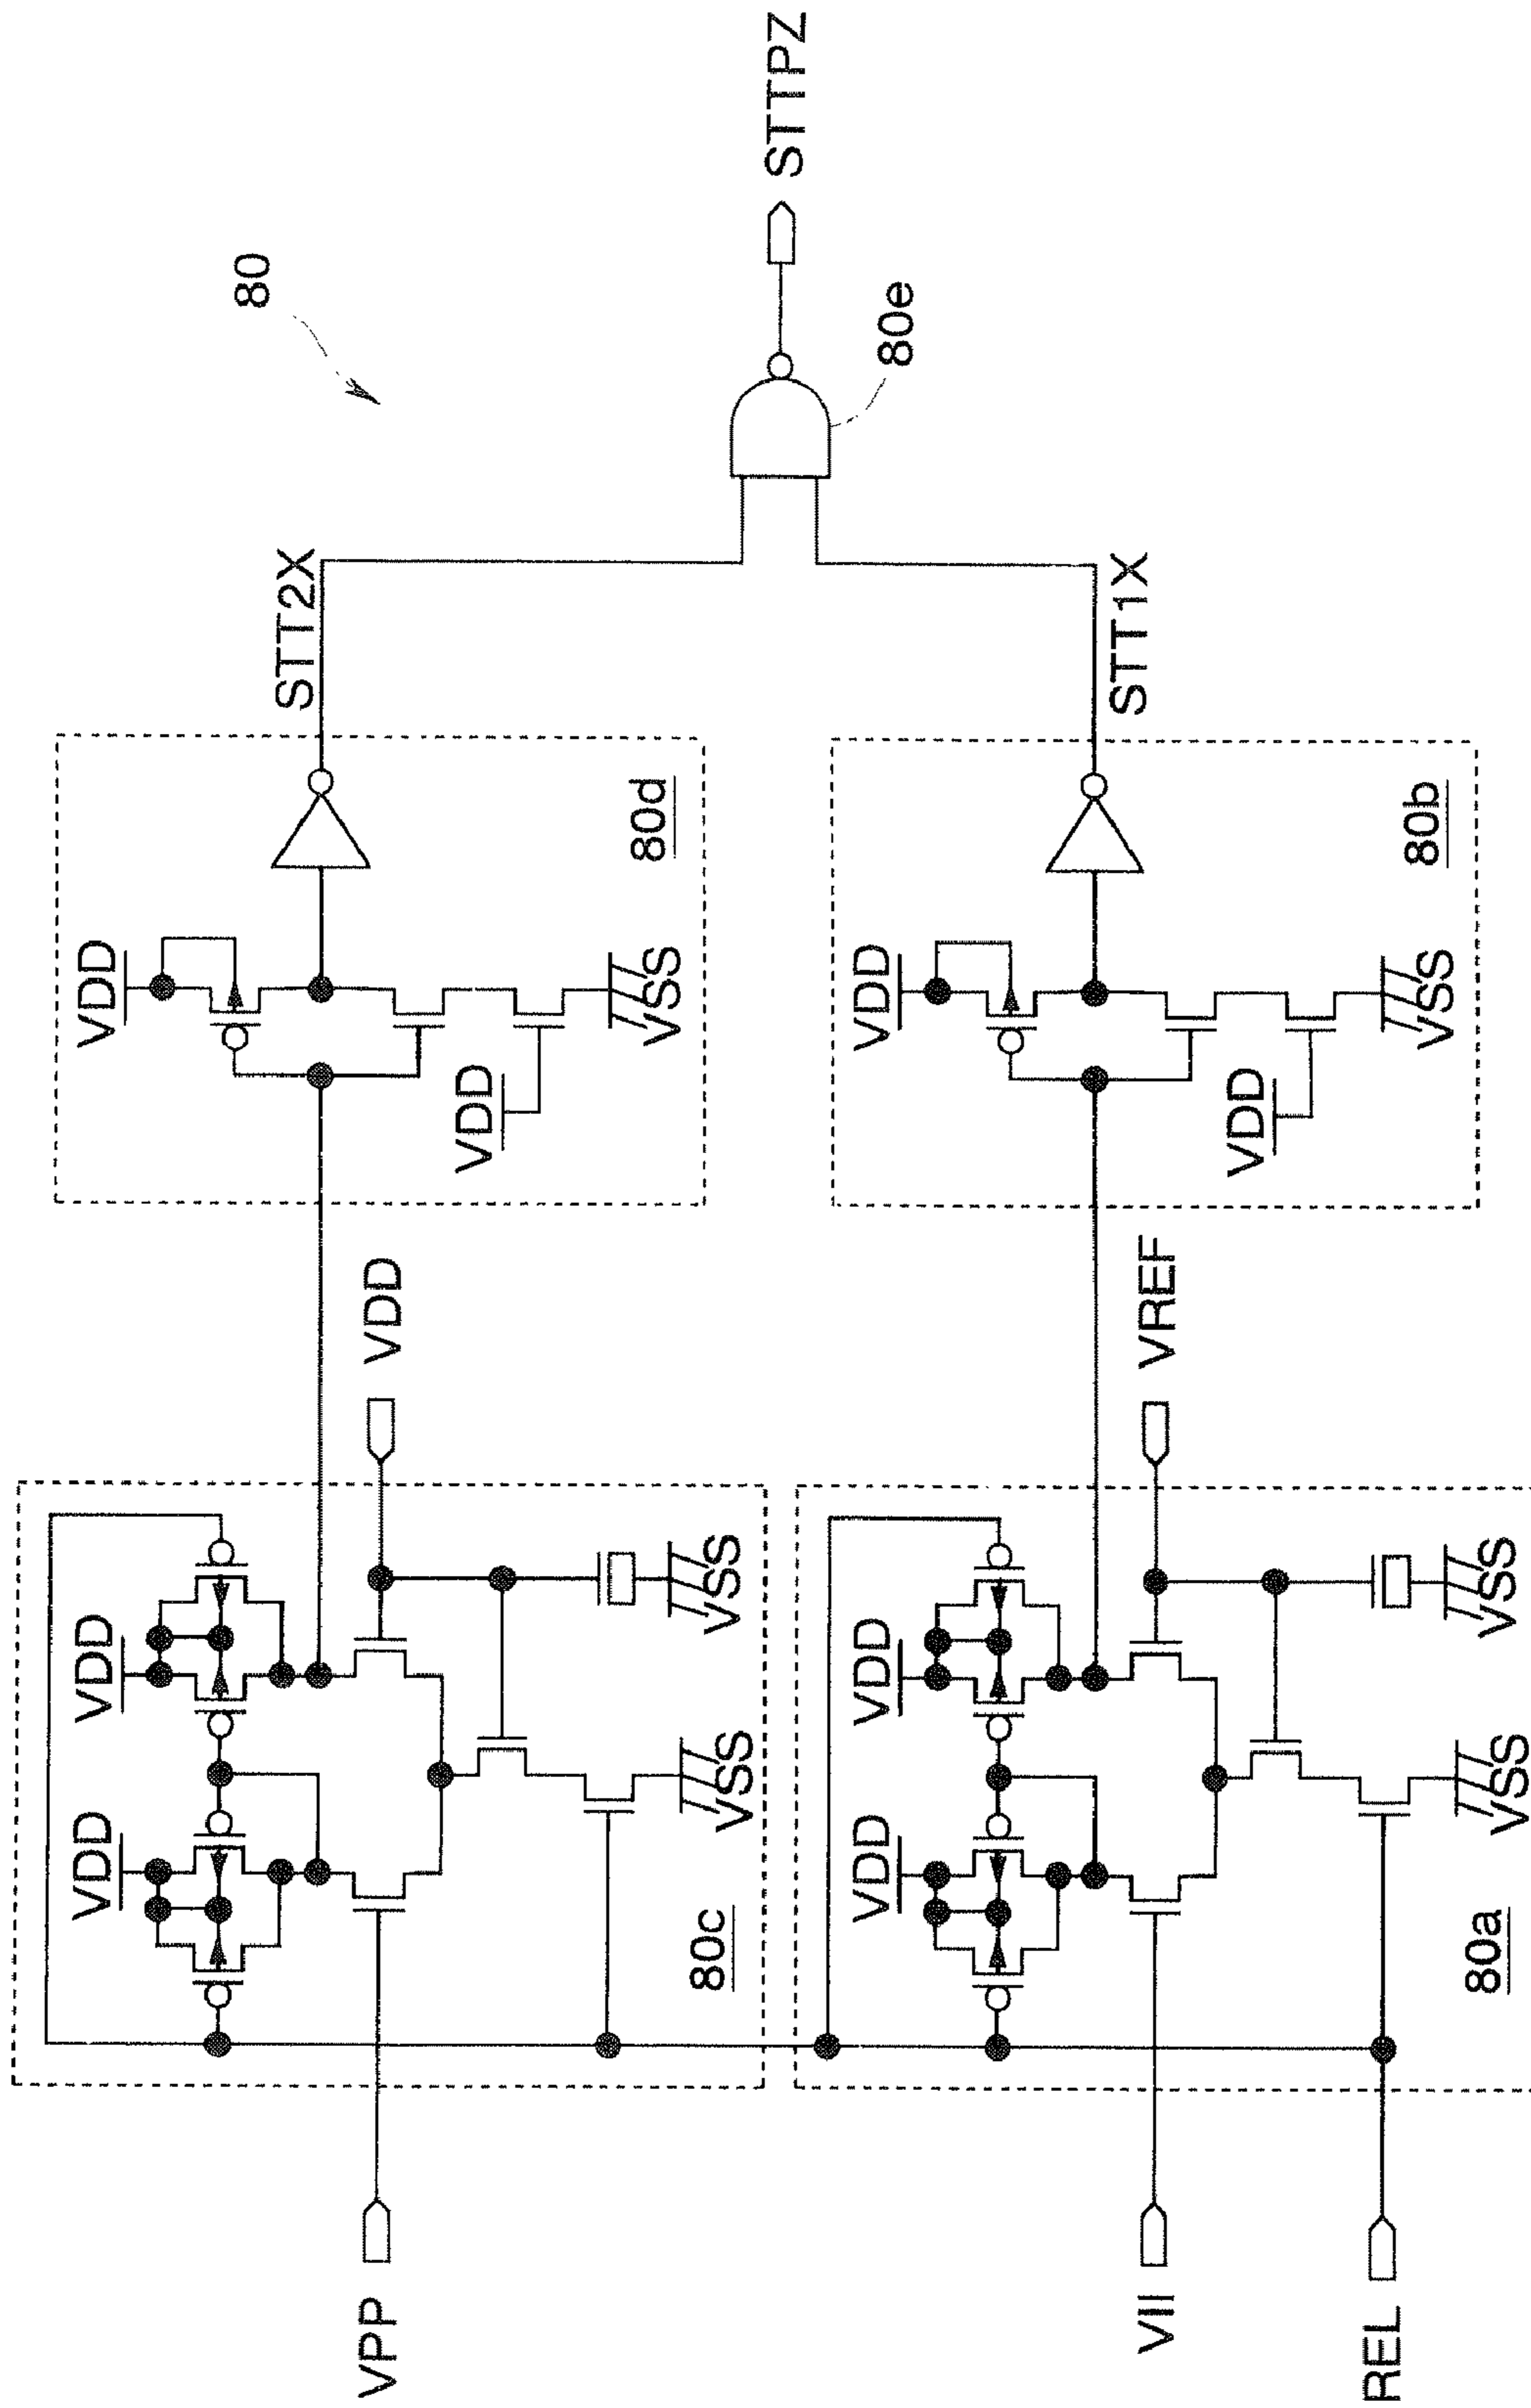 80
VPP
VDD
VDD
80c
VSS
VSS
VDD
VDD
VDD
VSS
80d
STT2X
STTPZ
80e
VII
REL
VDD
VDD
80a
VSS
VSS
VREF
VDD
VDD
VSS
80b
STT1X